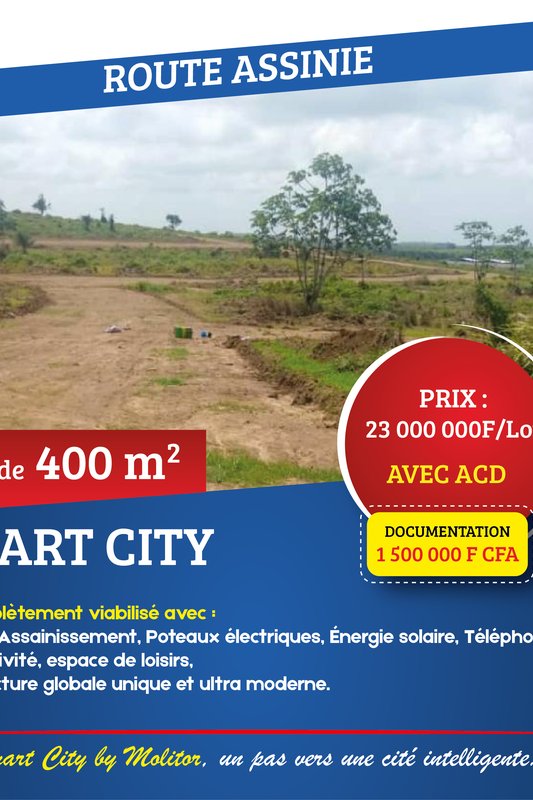 ROUTE ASSINIE
PRIX :
23 000 000F/Lo
AVEC ACD
de 400 m²
DOCUMENTATION
1 500 000 F CFA
ART CITY
lètement viabilisé avec :
Assainissement, Poteaux électriques, Énergie solaire, Télépho
ivité, espace de loisirs,
cture globale unique et ultra moderne.
art City by Molitor, un pas vers une cité intelligente.